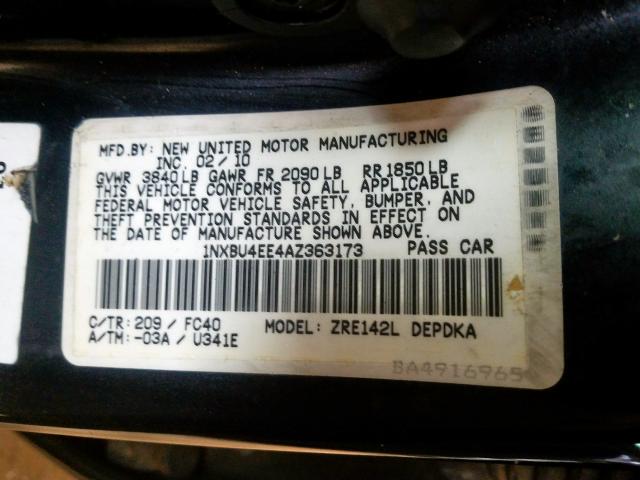 MFD.BY: NEW UNITED MOTOR MANUFACTURING
INC. 02/10
GVWR 3840LB GAWR FR 2090LB RR1850LB
THIS VEHICLE CONFORMS TO ALL APPLICABLE
FEDERAL MOTOR VEHICLE SAFETY, BUMPER, AND
THEFT PREVENTION STANDARDS IN EFFECT ON
THE DATE OF MANUFACTURE SHOWN ABOVE.
1NXBU4EE4AZ363173 PASS CAR
C/TR: 209 / FC40 MODEL: ZRE142L DEPDKA
A/TM: -03A / U341E
BA4916965